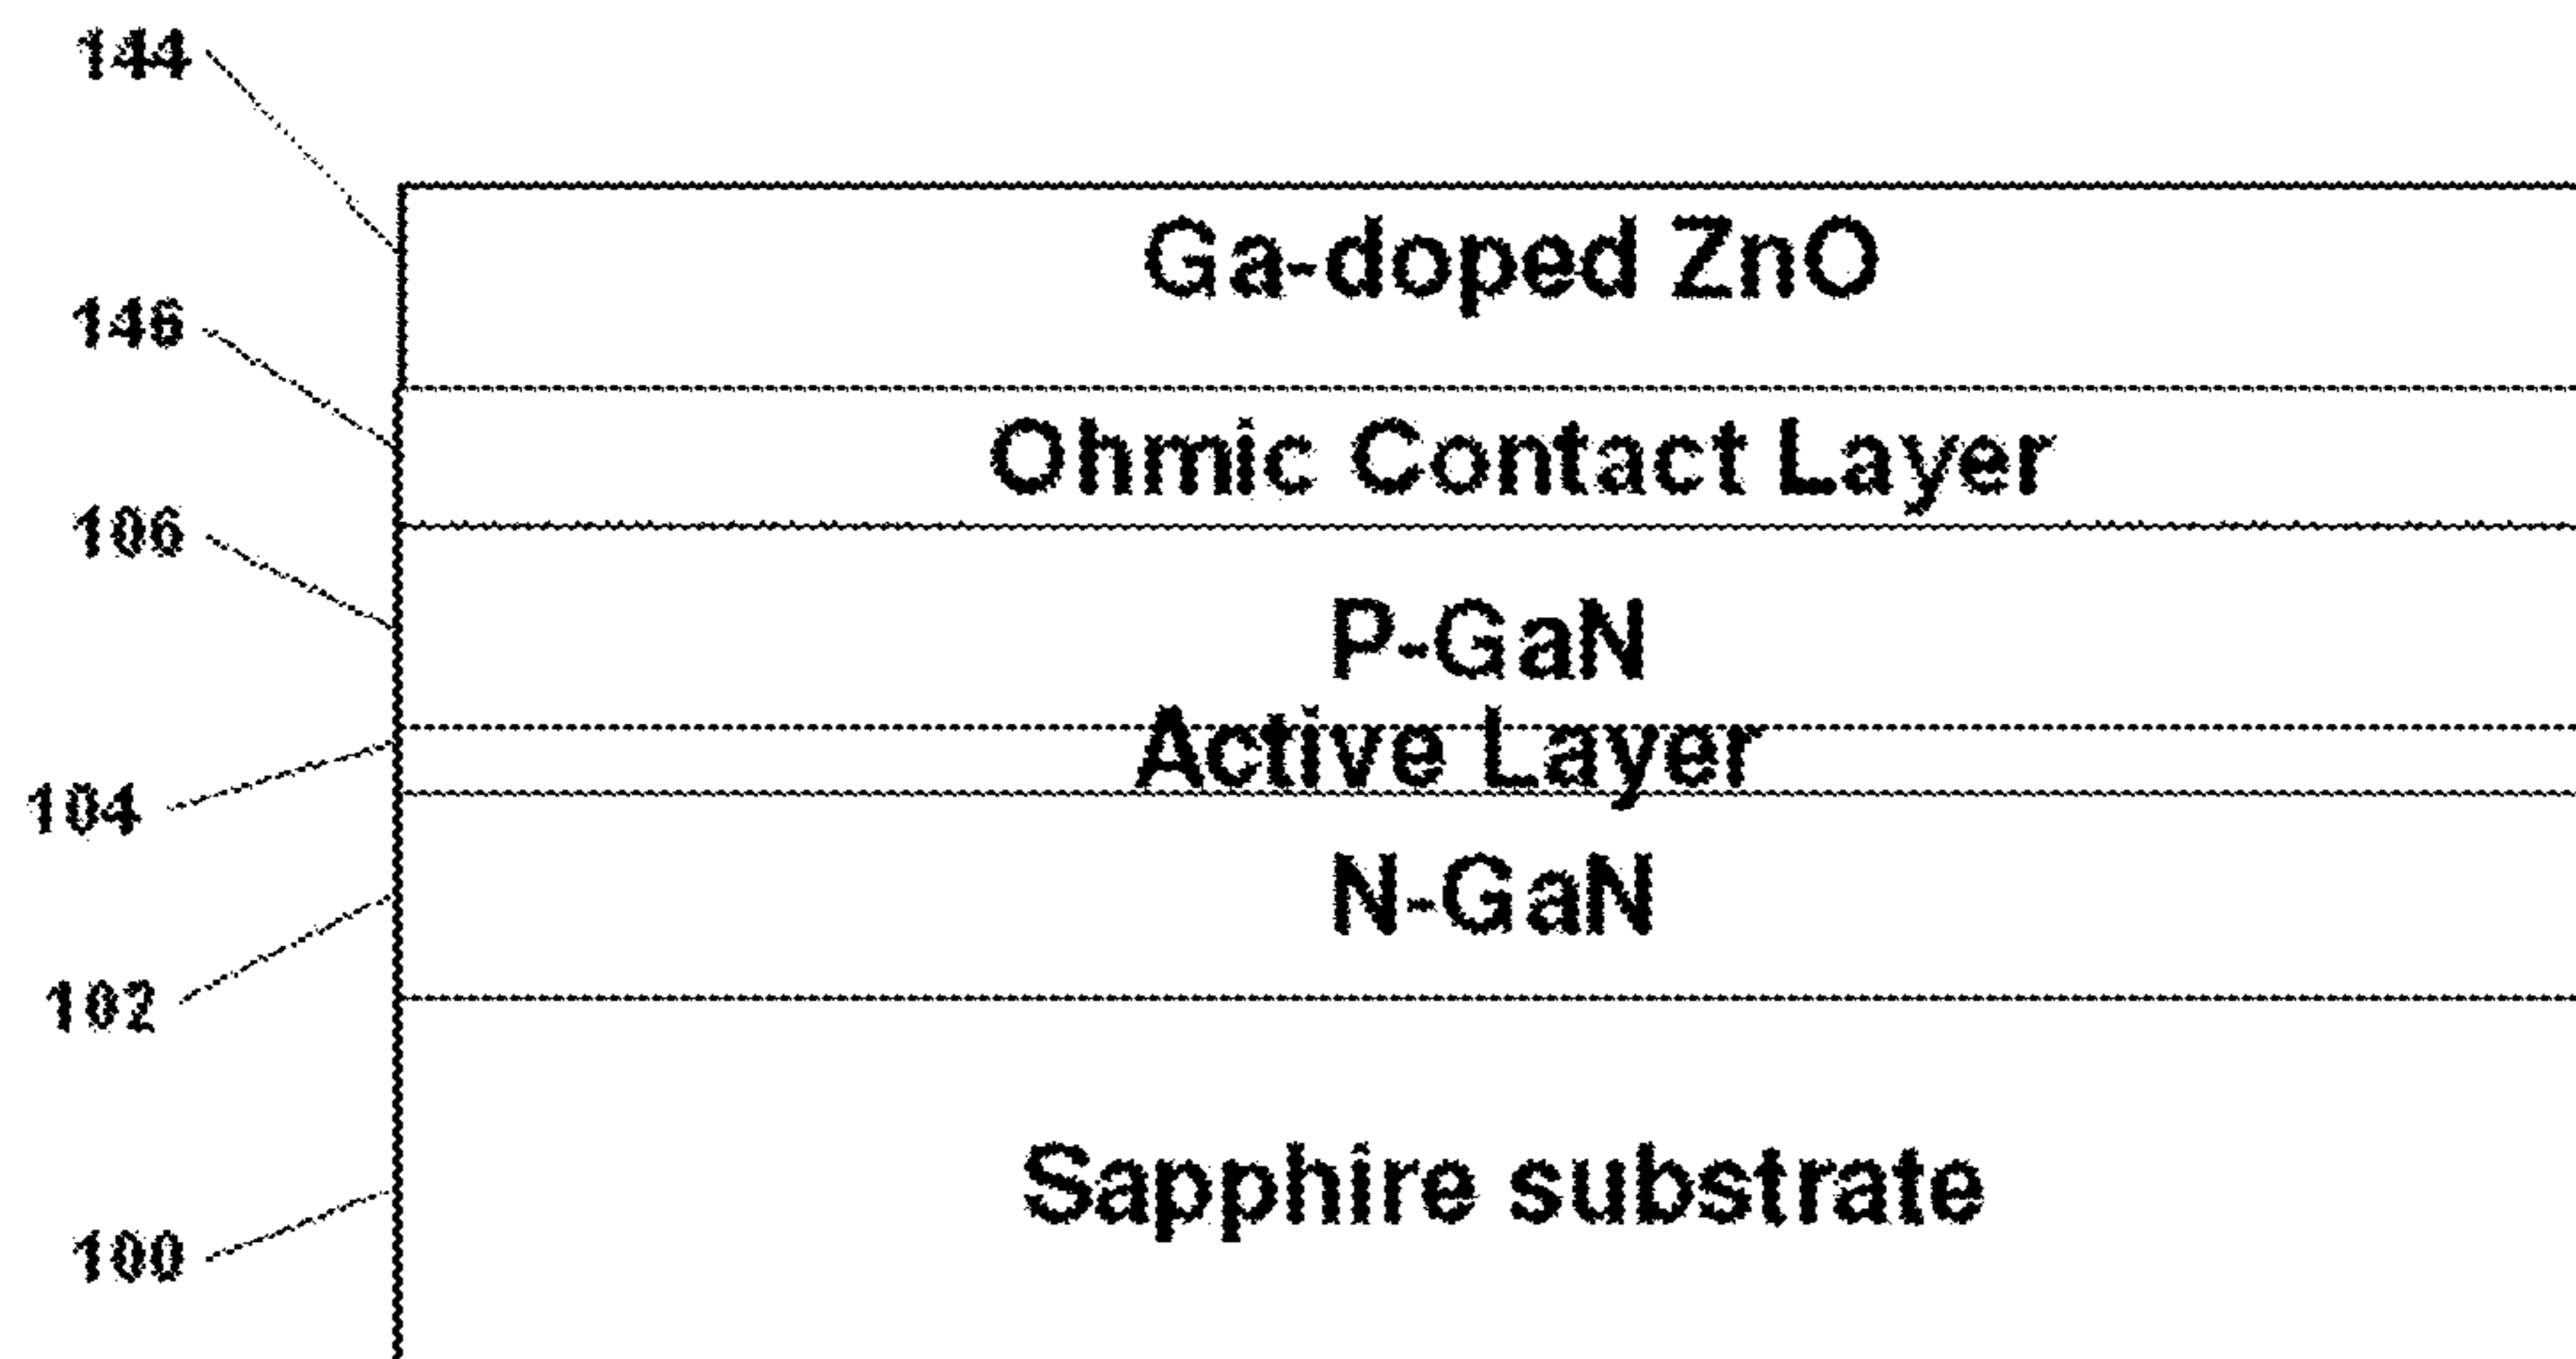 144
Ga-doped ZnO
146
Ohmic Contact Layer
106
P-GaN
Active Layer
104
N-GaN
102
Sapphire substrate
100